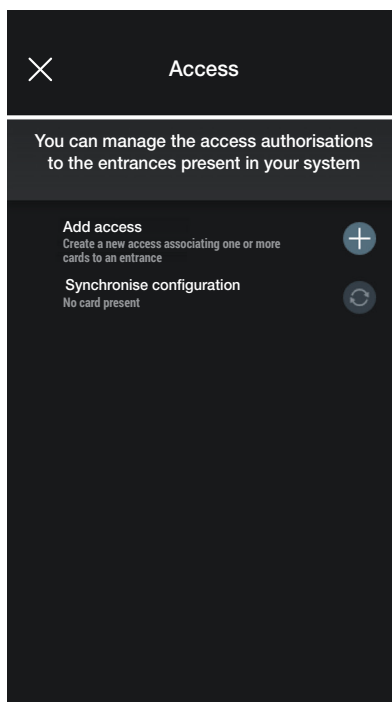 Access
You can manage the access authorisations
to the entrances present in your system
Add access
Create a new access associating one or more
cards to an entrance
Synchronise configuration
No card present